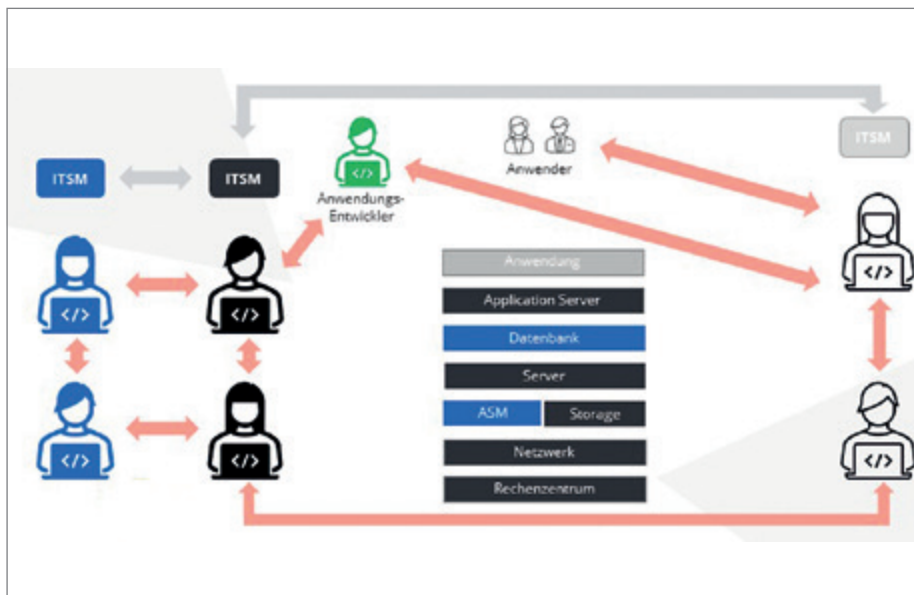 ITSM
ITSM
ITSM
Anwendungs-
Entwickler
Anwender
Anwendung
Application Server
Datenbank
Server
ASM
Storage
Netzwerk
Rechenzentrum
</>
</>
</>
</>
</>
</>
</>